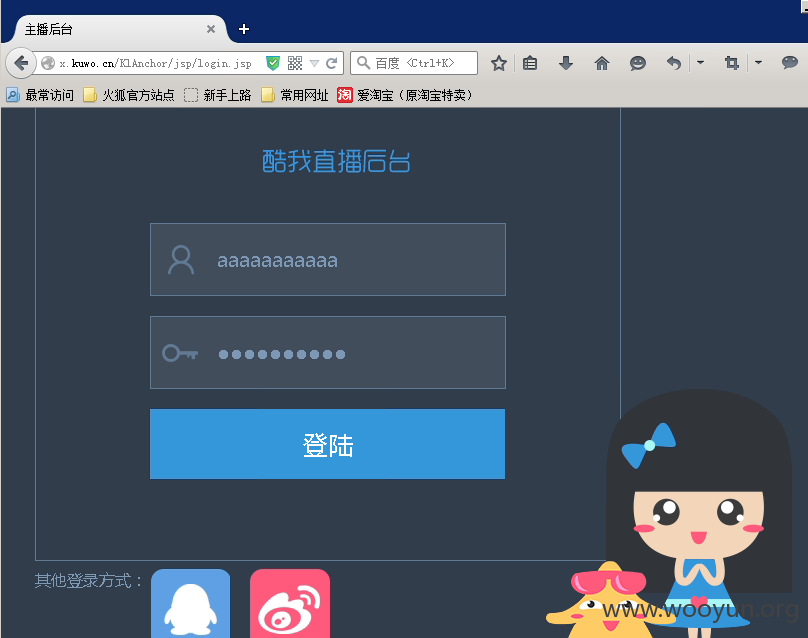 主播后台
x.kuwo.cn/KlAnchor/jsp/login.jsp
百度 <Ctrl+K>
最常访问 火狐官方站点 新手上路 常用网址 淘 爱淘宝（原淘宝特卖）
酷我直播后台
aaaaaaaaaaa
登陆
其他登录方式：
www.wooyun.org